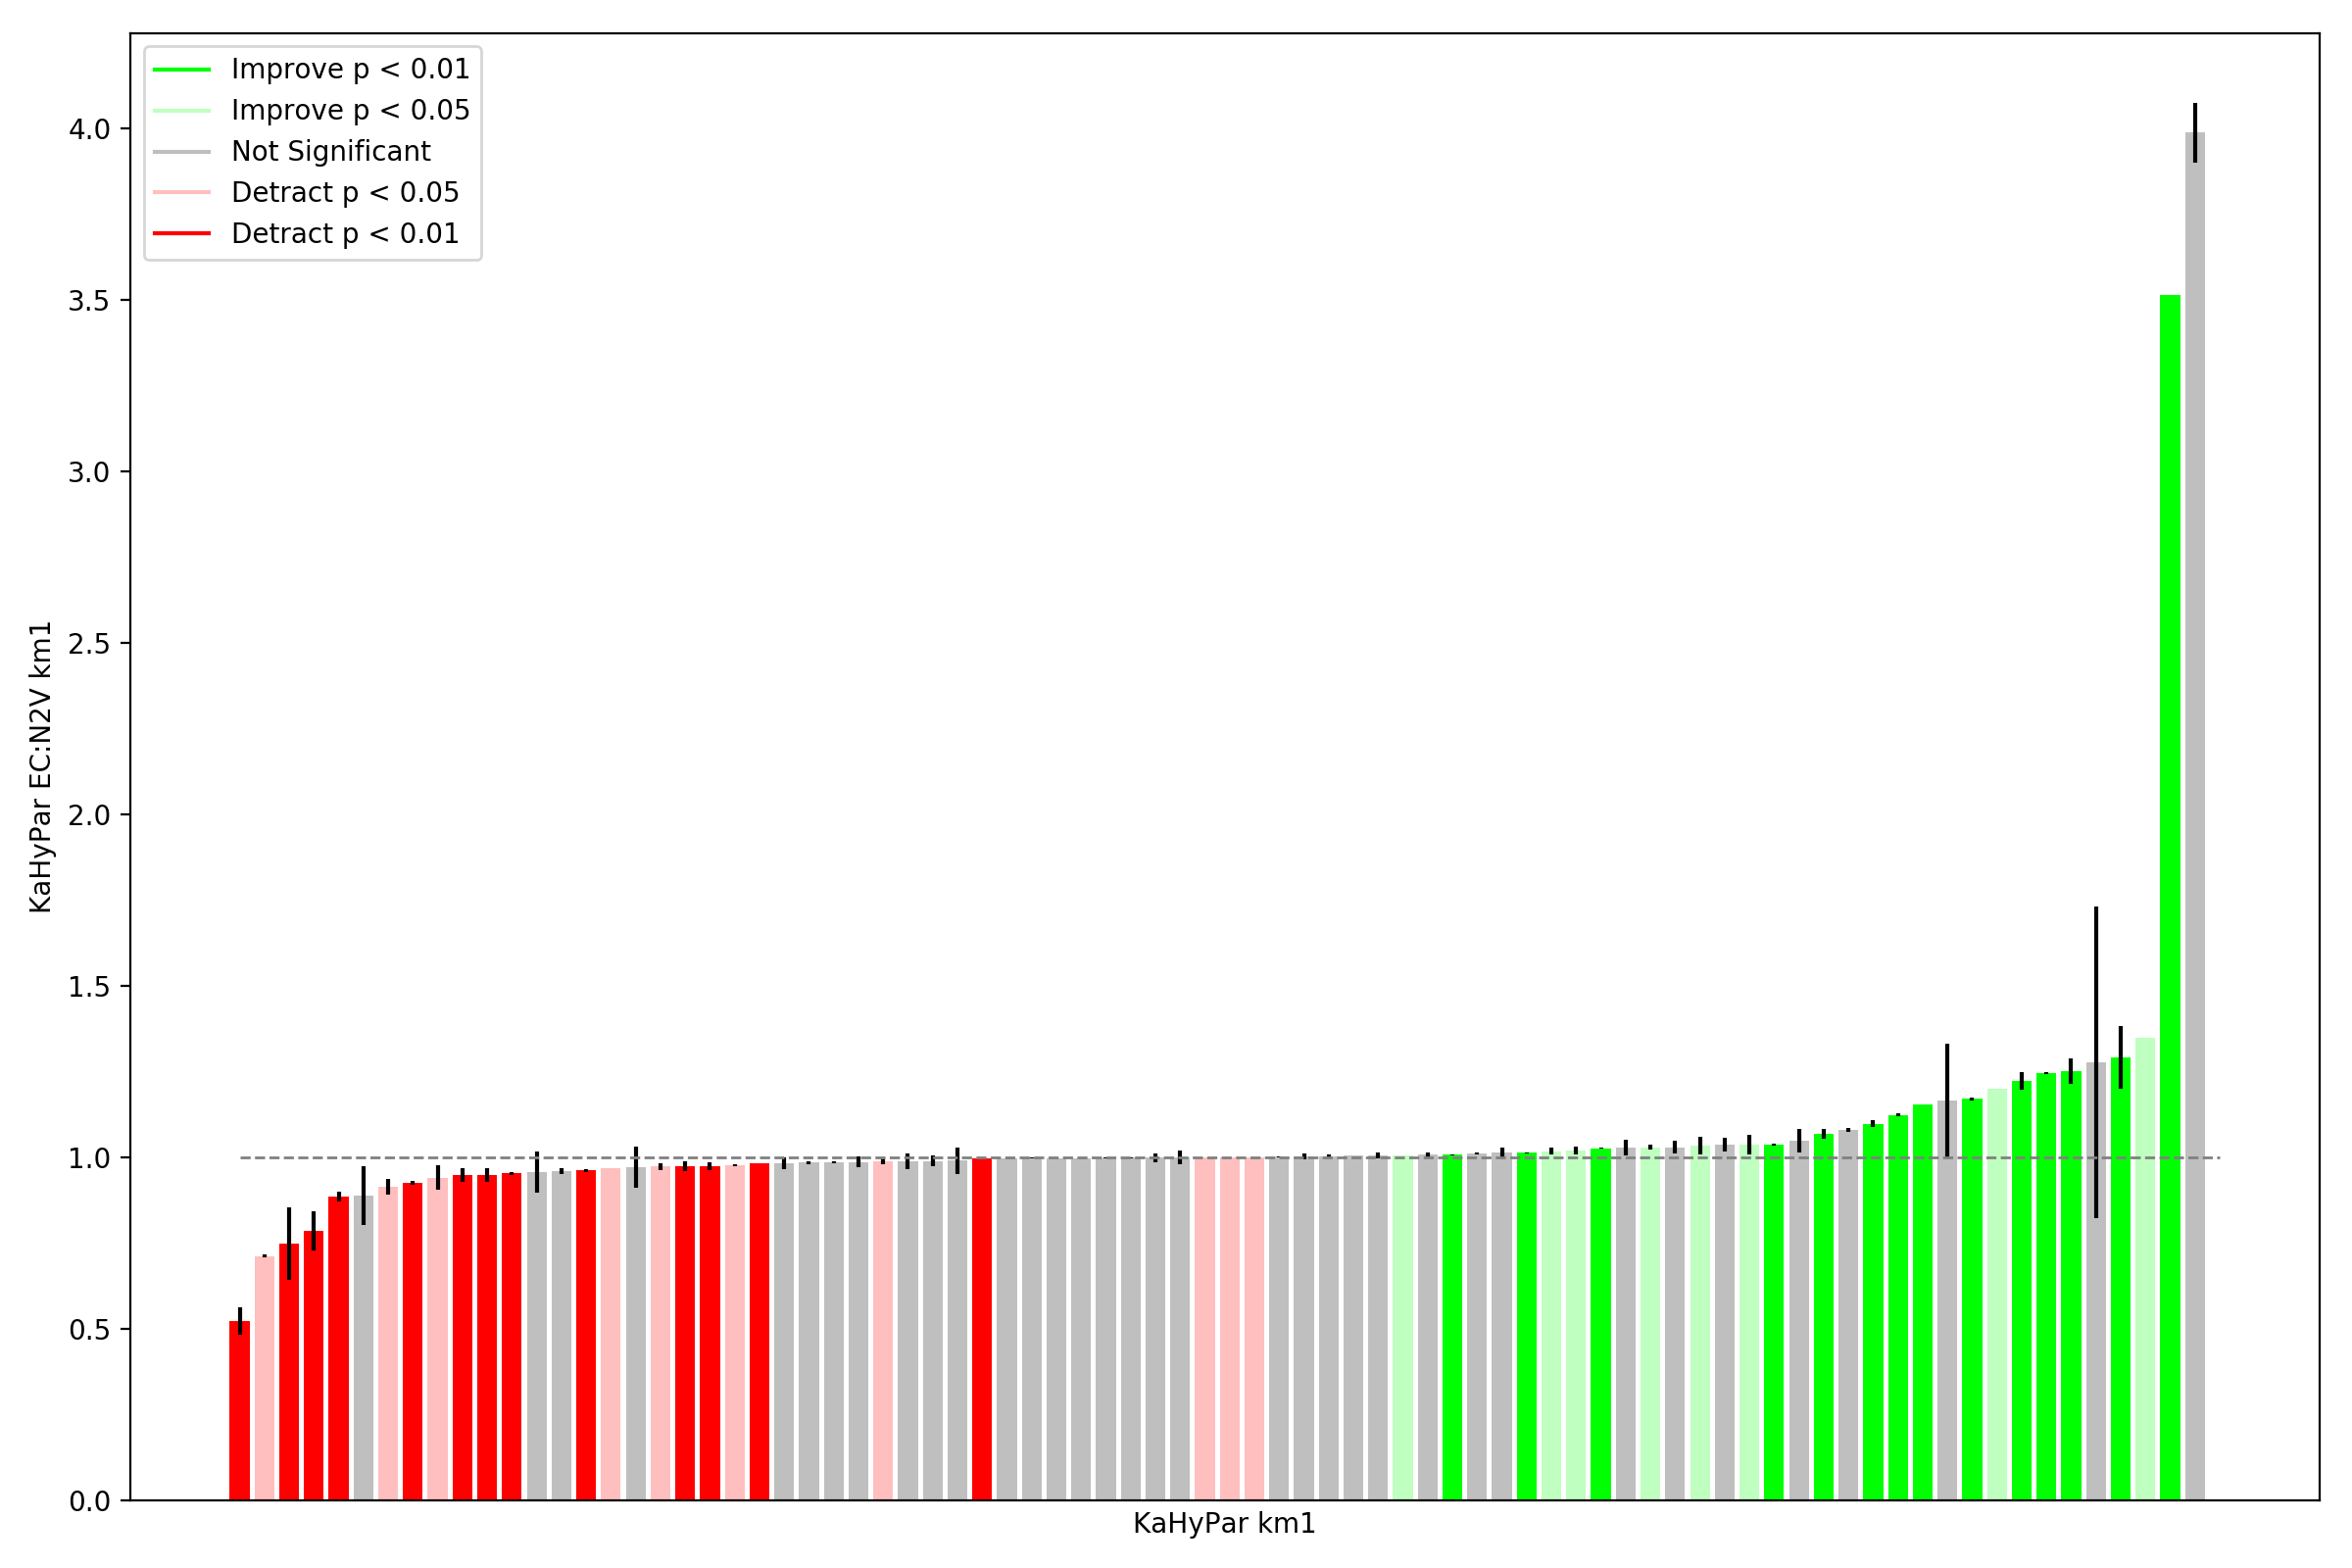 Improve p < 0.01
Improve p < 0.05
Not Significant
Detract p < 0.05
Detract p < 0.01
4.0
3.5
3.0
2.5
2.0
1.5
1.0
0.5
0.0
KaHyPar EC:N2V km1
KaHyPar km1